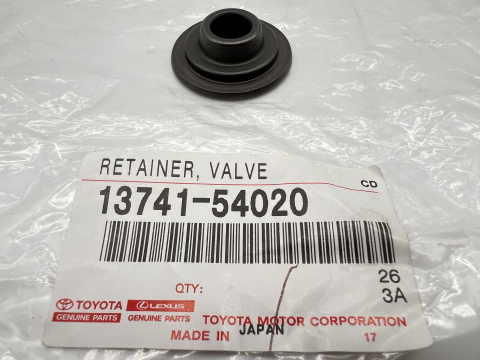 RETAINER, VALVE
CD
13741-54020
QTY:
26
3A
TOYOTA LEXUS
GENUINE PARTS GENUINE PARTS TOYOTA MOTOR CORPORATION
MADE IN JAPAN 17